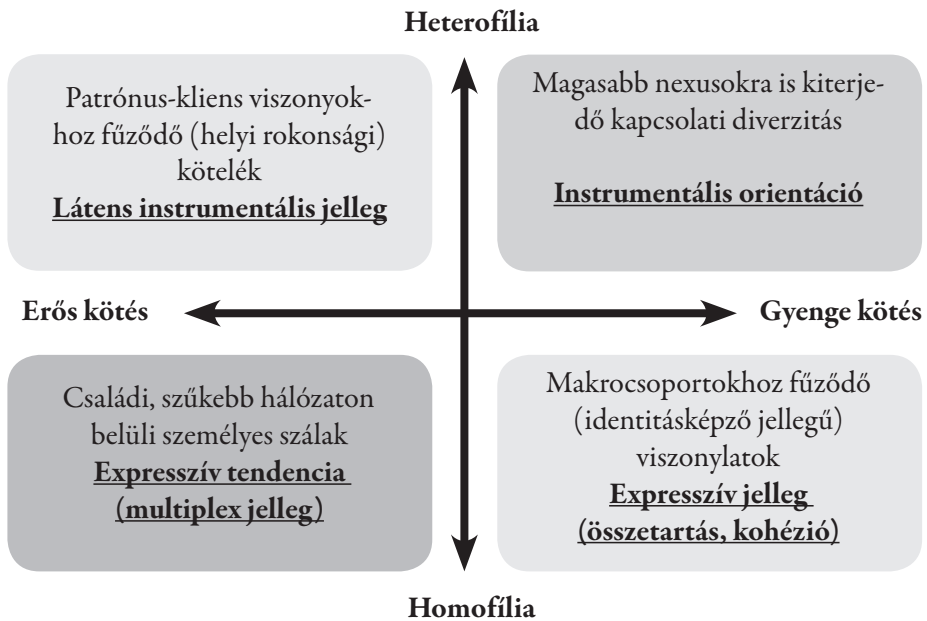 Heterofília
Patrónus-kliens viszonyok-
hoz fűződő (helyi rokonsági)
kötelék
Látens instrumentális jelleg
Magasabb nexusokra is kiterje-
dő kapcsolati diverzitás
Instrumentális orientáció
Erős kötés
Gyenge kötés
Családi, szűkebb hálózaton
belüli személyes szálak
Expresszív tendencia
(multiplex jelleg)
Makrocsoportokhoz fűződő
(identitásképző jellegű)
viszonylatok
Expresszív jelleg
(összetartás, kohézió)
Homofília